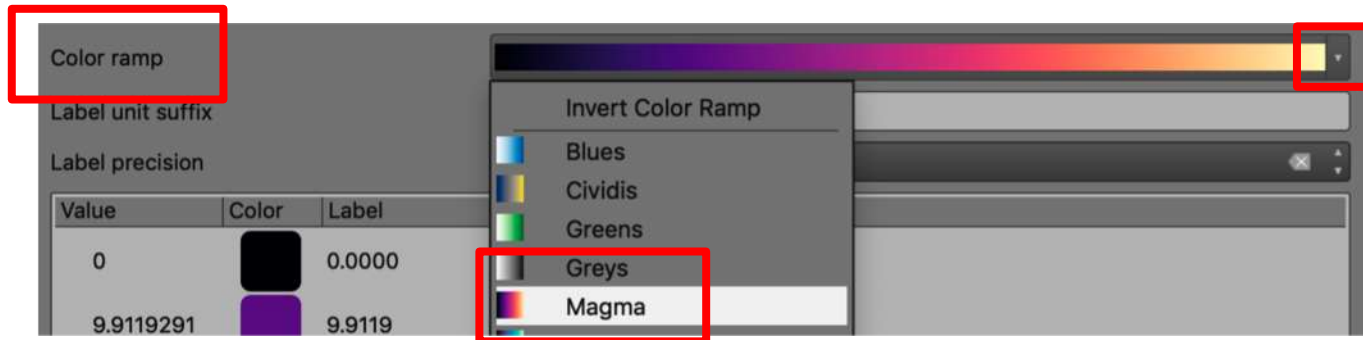 Color ramp
Label unit suffix
Invert Color Ramp
Label precision
Blues
Cividis
Greens
Greys
Magma
Value Color Label
0 0.0000
9.9119291 9.9119